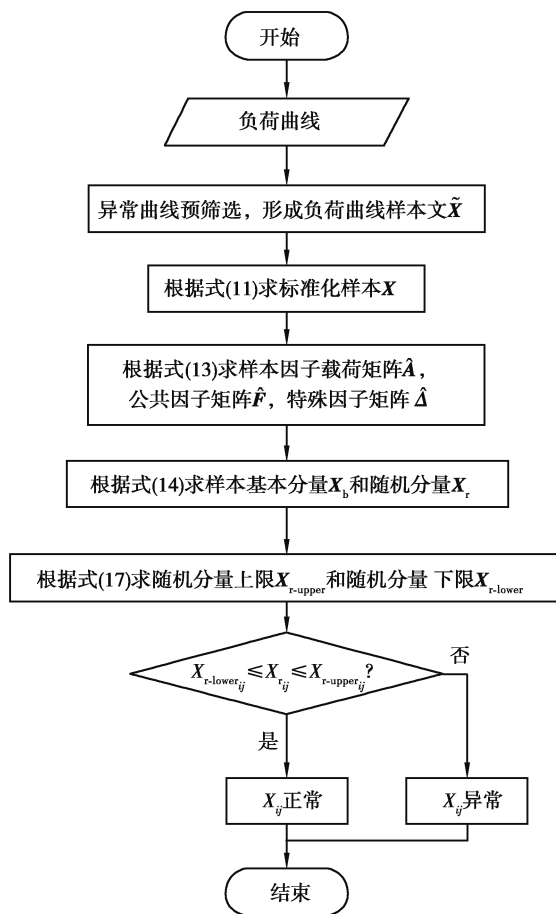 开始
负荷曲线
异常曲线预筛选，形成负荷曲线样本文X̃
根据式(11)求标准化样本X
根据式(13)求样本因子载荷矩阵Â，
公共因子矩阵F̂，特殊因子矩阵Δ̂
根据式(14)求样本基本分量X_b和随机分量X_r
根据式(17)求随机分量上限X_r-upper和随机分量 下限X_r-lower
X_r-lower_ij≤X_r_ij≤X_r-upper_ij?
否
是
X_ij正常
X_ij异常
结束